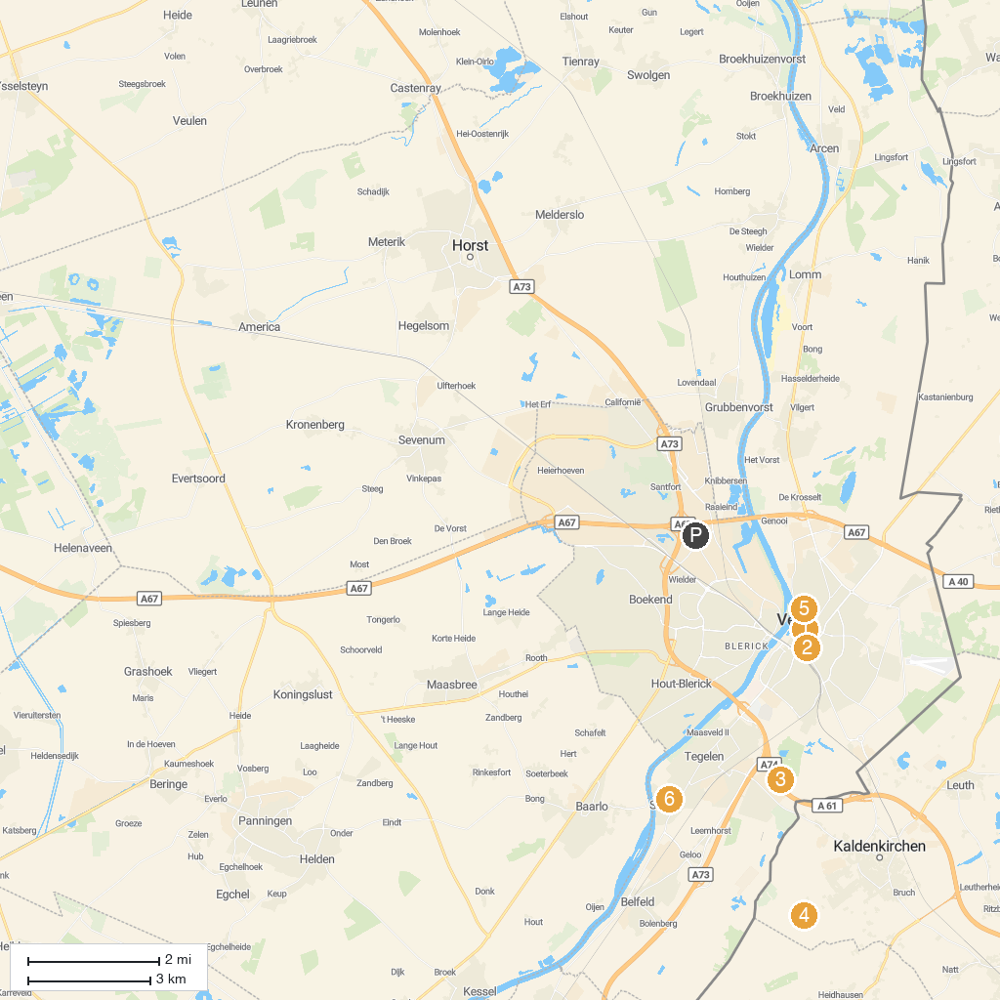 Leunen
Elshout
Ooijen
Heide
Laagriebroek
Molenhoek
Keuter
Legert
Volen
Klein-Oirlo
Tienray
Broekhuizenvorst
Overbroek
Swolgen
Steegsbroek
Castenray
Broekhuizen
Veulen
Veld
Hei-Oostenrijk
Stokt
Arcen
Lingsfort
Lingsfort
Schadijk
Homberg
Melderslo
Meterik
Horst
De Steegh
Wielder
Hanik
Houthuizen
Lomm
A73
America
Hegelsom
Voort
Bong
Ulfterhoek
Lovendaal
Hasselderheide
Kastanienburg
Het Erf
Californië
Grubbenvorst
Vilgert
Kronenberg
Sevenum
A73
Het Vorst
Evertsoord
Vinkepas
Heierhoeven
Steeg
Santfort
Knibbersen
De Krosselt
Raaieind
A67
Genooi
De Vorst
P
A67
Den Broek
Helenaveen
Most
Wielder
A 40
A67
A67
Boekend
5
Lange Heide
Spiesberg
Tongerlo
Korte Heide
BLERICK
2
Schoorveld
Rooth
Grashoek
Vliegert
Maasbree
Hout-Blerick
Maris
Koningslust
Houthei
Vieruitersten
Heide
't Heeske
Zandberg
Maasveld II
Schafelt
In de Hoeven
Laagheide
Lange Hout
Heldensedijk
Hert
Tegelen
Kaumeshoek
Vosberg
Loo
Rinkesfort
Soeterbeek
A74
3
Beringe
Zandberg
Leuth
Everlo
Bong
Baarlo
6
A 61
Groeze
Panningen
Eindt
Katsberg
Zelen
Onder
Leemhorst
Kaldenkirchen
Hub
Helden
Geloo
Egchelhoek
A73
Egchel
Keup
Donk
Bruch
Belfeld
Oijen
4
Hout
Bolenberg
Egchelheide
2 mi
Natt
3 km
Dijk
Broek
Kessel
Heidhausen